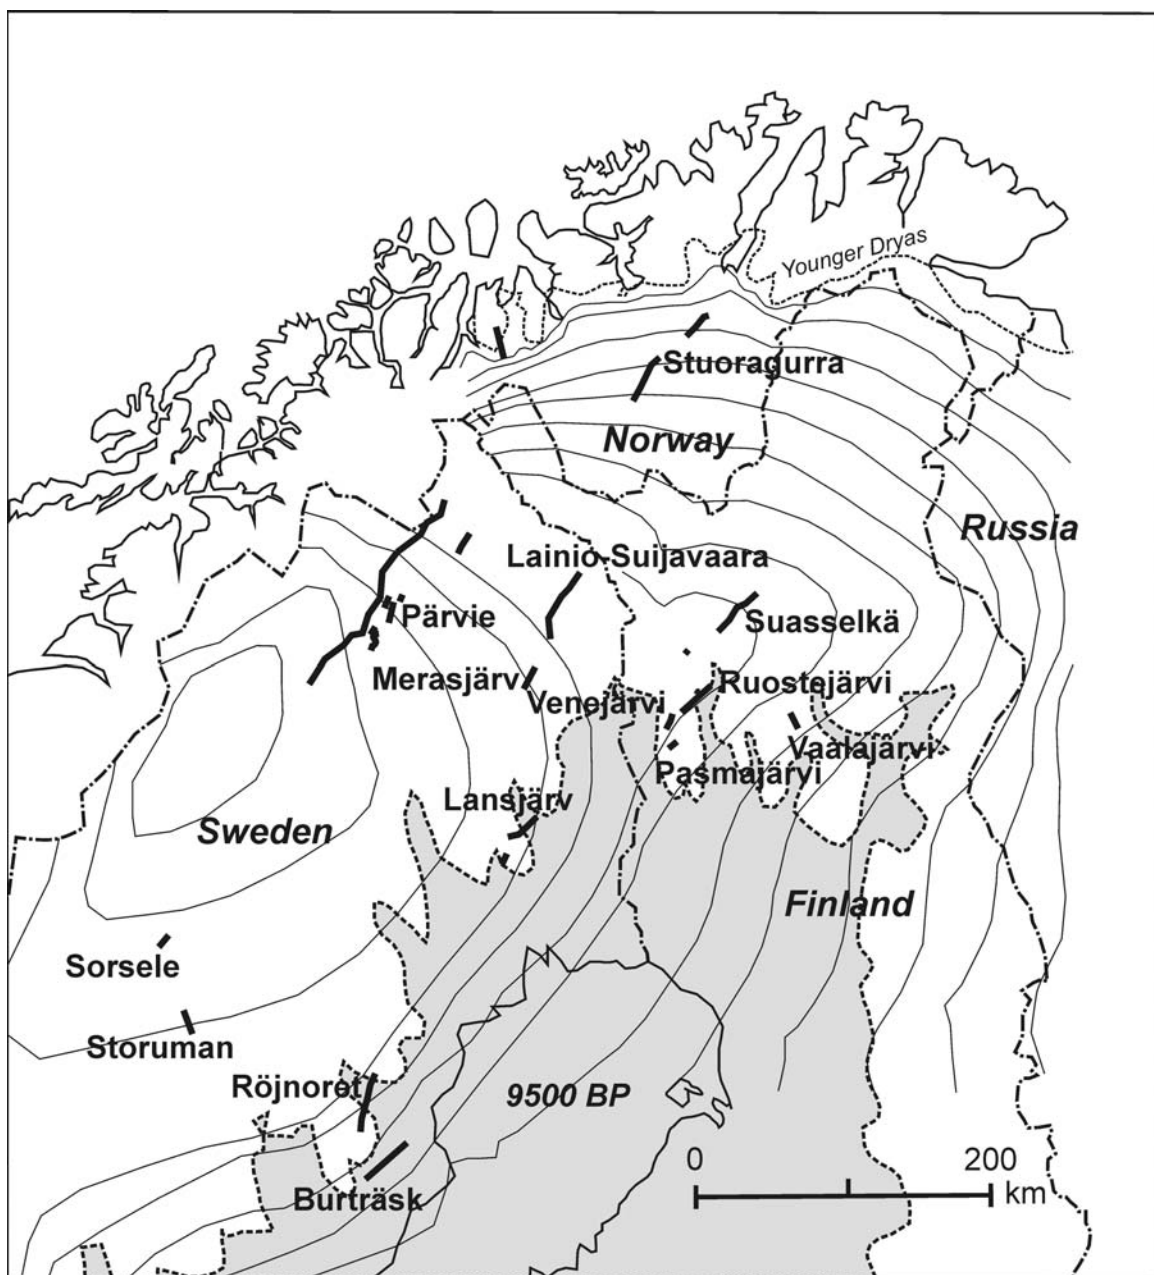 Younger Dryas
Stuoragurra
Norway
Russia
Lainio-Suijavaara
Pärvie
Suasselkä
Merasjärvi
Ruostejärvi
Venejärvi
Vaalajärvi
Pasmajärvi
Lansjärv
Sweden
Finland
Sorsele
Storuman
Röjnoret
9500 BP
0 200
km
Burträsk